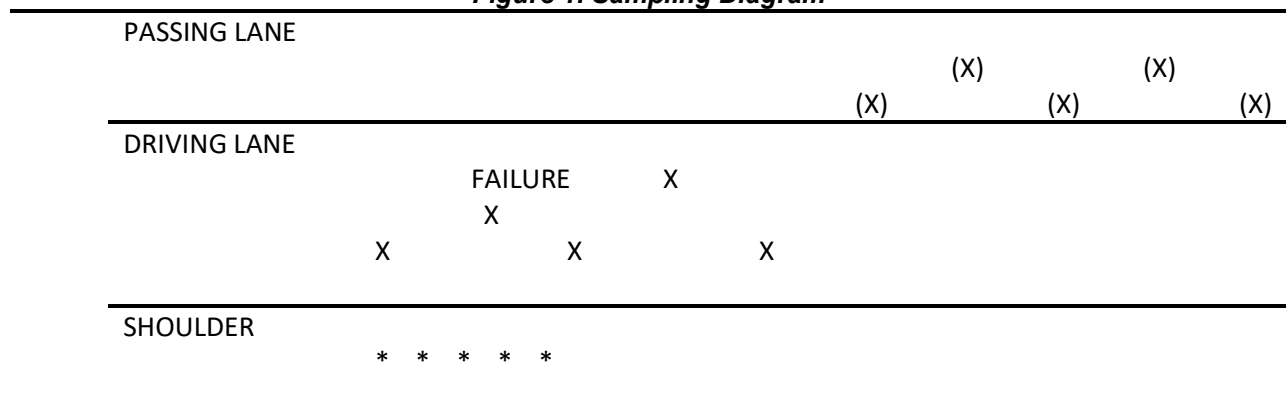 Figure 1. Sampling Diagram
PASSING LANE
(X) (X)
(X) (X) (X)
DRIVING LANE
FAILURE X
X
X X X
SHOULDER
* * * * *